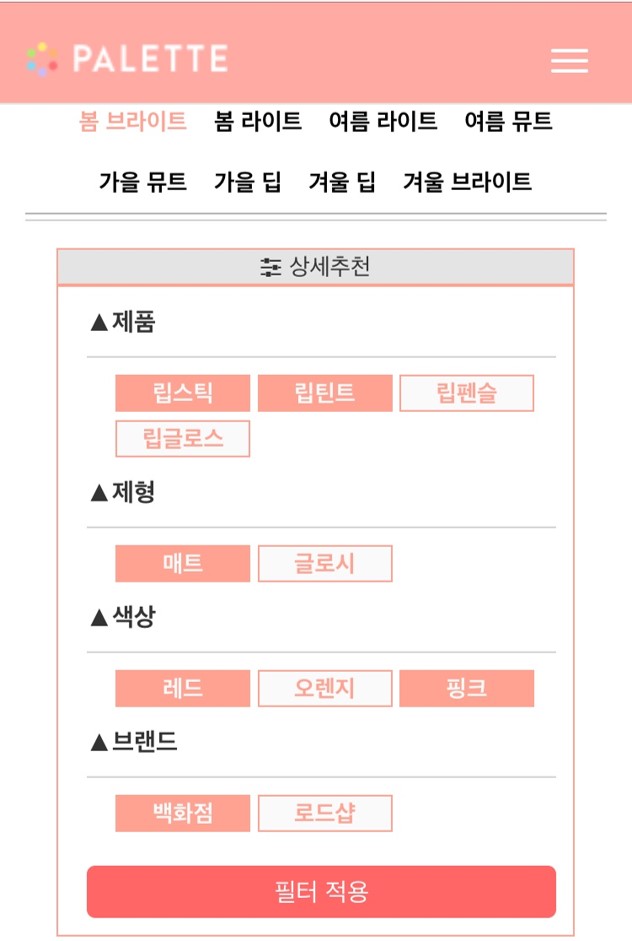 PALETTE
봄 브라이트 봄 라이트 여름 라이트 여름 뮤트
가을 뮤트 가을 딥 겨울 딥 겨울 브라이트
상세추천
▲제품
립스틱 립틴트 립펜슬
립글로스
▲제형
매트 글로시
▲색상
레드 오렌지 핑크
▲브랜드
백화점 로드샵
필터 적용